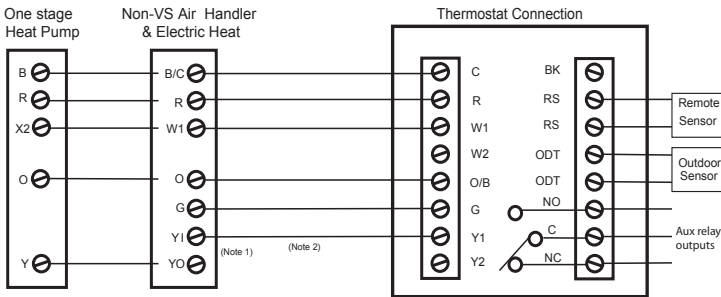 One stage
Heat Pump
Non-VS Air Handler
& Electric Heat
Thermostat Connection
B
R
X2
O
Y
B/C
R
W1
O
G
YI
YO
(Note 1)
(Note 2)
C
R
W1
W2
O/B
G
Y1
Y2
BK
RS
RS
ODT
ODT
NO
C
NC
Remote
Sensor
Outdoor
Sensor
Aux relay
outputs